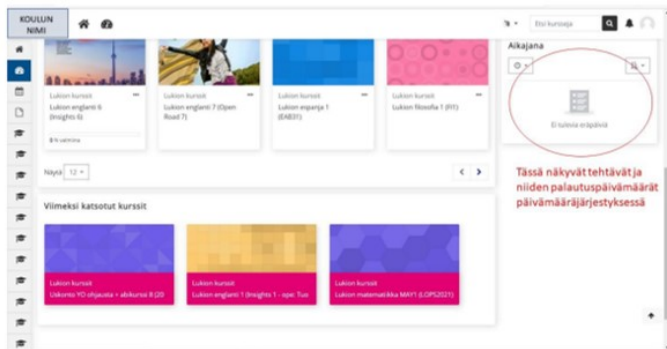 KOULUN
NIMI
Etsi kursseja
Lukion kurssit
Lukion englanti 6
(Insights 6)
0 % valmiina
Lukion kurssit
Lukion englanti 7 (Open
Road 7)
Lukion kurssit
Lukion espanja 1
(EAB31)
Lukion kurssit
Lukion filosofia 1 (FI1)
Näytä 12
Aikajana
Ei tulevia eräpäiviä
Tässä näkyvät tehtävät ja
niiden palautuspäivämäärät
päivämääräjärjestyksessä
Viimeksi katsotut kurssit
Lukion kurssit
Uskonto YO ohjausta + abikurssi 8 (20
Lukion kurssit
Lukion englanti 1 (Insights 1 - opet Tuo
Lukion kurssit
Lukion matematiikka MAY1 (LOPS2021)